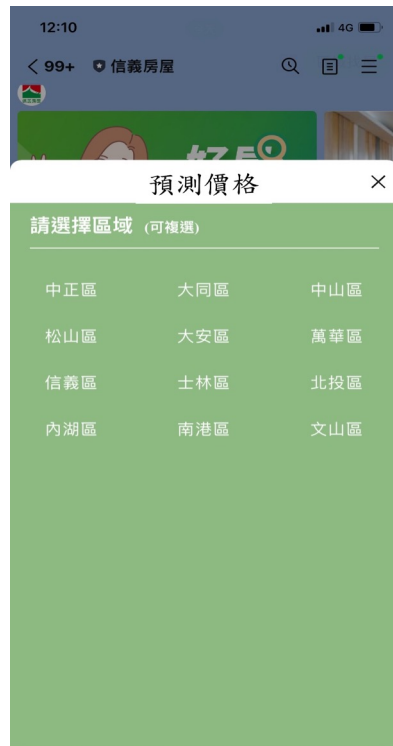 12:10
4G
99+ 信義房屋
預測價格
請選擇區域 (可複選)
中正區 大同區 中山區
松山區 大安區 萬華區
信義區 士林區 北投區
內湖區 南港區 文山區